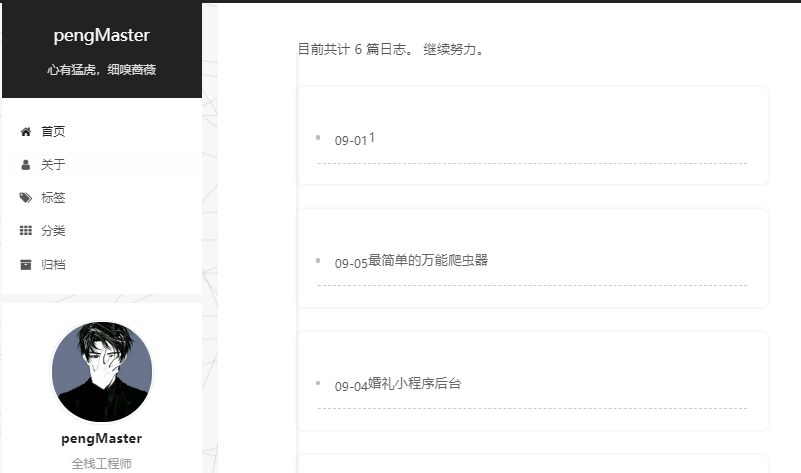 pengMaster
心有猛虎，细嗅蔷薇
首页
关于
标签
分类
归档
pengMaster
全栈工程师
目前共计 6 篇日志。 继续努力。
09-01 1
09-05 最简单的万能爬虫器
09-04 婚礼小程序后台